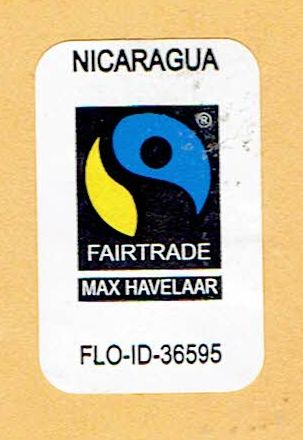 NICARAGUA
®
FAIRTRADE
MAX HAVELAAR
FLO-ID-36595